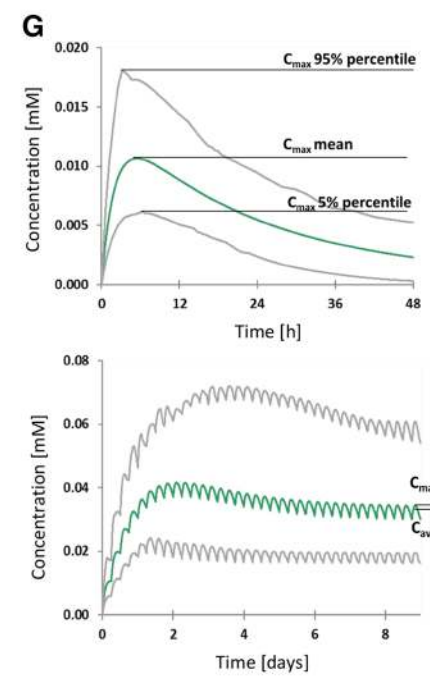 G
0.020
0.015
0.010
0.005
0.000
Concentration [mM]
Cmax 95% percentile
Cmax mean
Cmax 5% percentile
0 12 24 36 48
Time [h]
0.08
0.06
0.04
0.02
0.00
Concentration [mM]
Cma
Cav
0 2 4 6 8
Time [days]